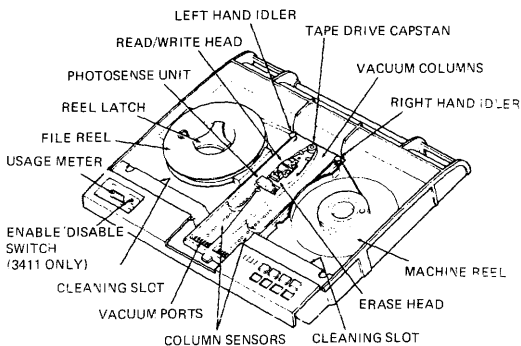 LEFT HAND IDLER
READ/WRITE HEAD
TAPE DRIVE CAPSTAN
PHOTOSENSE UNIT
VACUUM COLUMNS
REEL LATCH
RIGHT HAND IDLER
FILE REEL
USAGE METER
ENABLE DISABLE
SWITCH
(3411 ONLY)
MACHINE REEL
CLEANING SLOT
ERASE HEAD
VACUUM PORTS
COLUMN SENSORS
CLEANING SLOT